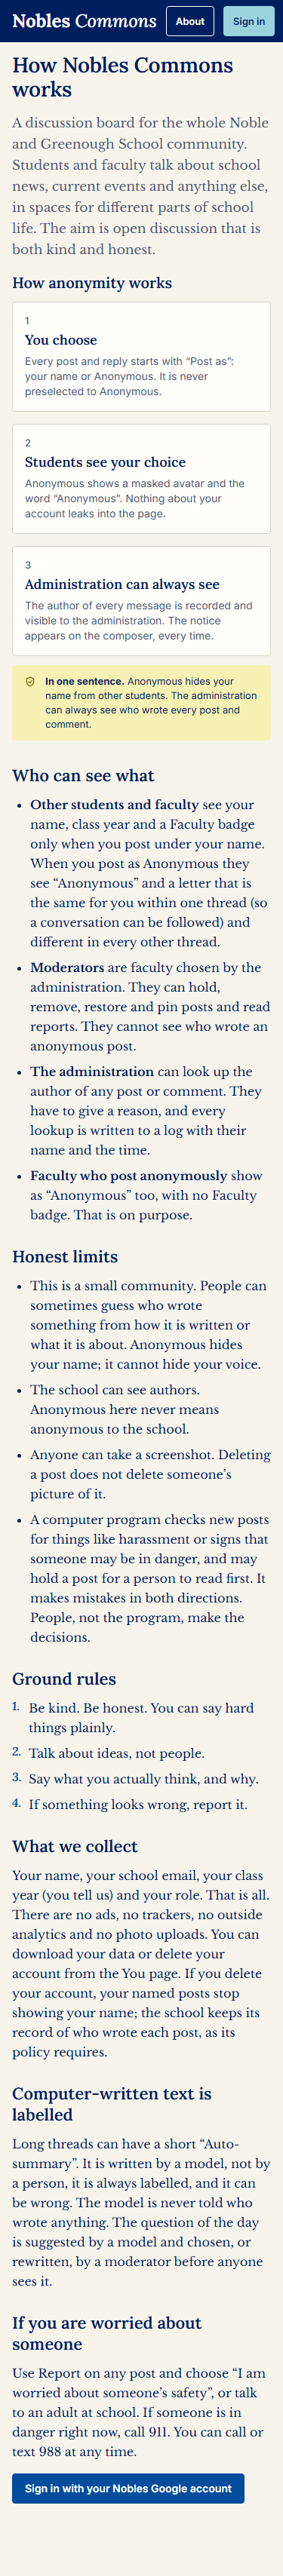 Nobles Commons
About
Sign in
How Nobles Commons
works
A discussion board for the whole Noble
and Greenough School community.
Students and faculty talk about school
news, current events and anything else,
in spaces for different parts of school
life. The aim is open discussion that is
both kind and honest.
How anonymity works
1
You choose
Every post and reply starts with “Post as”:
your name or Anonymous. It is never
preselected to Anonymous.
2
Students see your choice
Anonymous shows a masked avatar and the
word “Anonymous”. Nothing about your
account leaks into the page.
3
Administration can always see
The author of every message is recorded and
visible to the administration. The notice
appears on the composer, every time.
In one sentence. Anonymous hides your
name from other students. The administration
can always see who wrote every post and
comment.
Who can see what
• Other students and faculty see your
name, class year and a Faculty badge
only when you post under your name.
When you post as Anonymous they
see “Anonymous” and a letter that is
the same for you within one thread (so
a conversation can be followed) and
different in every other thread.
• Moderators are faculty chosen by the
administration. They can hold,
remove, restore and pin posts and read
reports. They cannot see who wrote an
anonymous post.
• The administration can look up the
author of any post or comment. They
have to give a reason, and every
lookup is written to a log with their
name and the time.
• Faculty who post anonymously show
as “Anonymous” too, with no Faculty
badge. That is on purpose.
Honest limits
• This is a small community. People can
sometimes guess who wrote
something from how it is written or
what it is about. Anonymous hides
your name; it cannot hide your voice.
• The school can see authors.
Anonymous here never means
anonymous to the school.
• Anyone can take a screenshot. Deleting
a post does not delete someone’s
picture of it.
• A computer program checks new posts
for things like harassment or signs that
someone may be in danger, and may
hold a post for a person to read first. It
makes mistakes in both directions.
People, not the program, make the
decisions.
Ground rules
1. Be kind. Be honest. You can say hard
things plainly.
2. Talk about ideas, not people.
3. Say what you actually think, and why.
4. If something looks wrong, report it.
What we collect
Your name, your school email, your class
year (you tell us) and your role. That is all.
There are no ads, no trackers, no outside
analytics and no photo uploads. You can
download your data or delete your
account from the You page. If you delete
your account, your named posts stop
showing your name; the school keeps its
record of who wrote each post, as its
policy requires.
Computer-written text is
labelled
Long threads can have a short “Auto-
summary”. It is written by a model, not by
a person, it is always labelled, and it can
be wrong. The model is never told who
wrote anything. The question of the day
is suggested by a model and chosen, or
rewritten, by a moderator before anyone
sees it.
If you are worried about
someone
Use Report on any post and choose “I am
worried about someone’s safety”, or talk
to an adult at school. If someone is in
danger right now, call 911. You can call or
text 988 at any time.
Sign in with your Nobles Google account